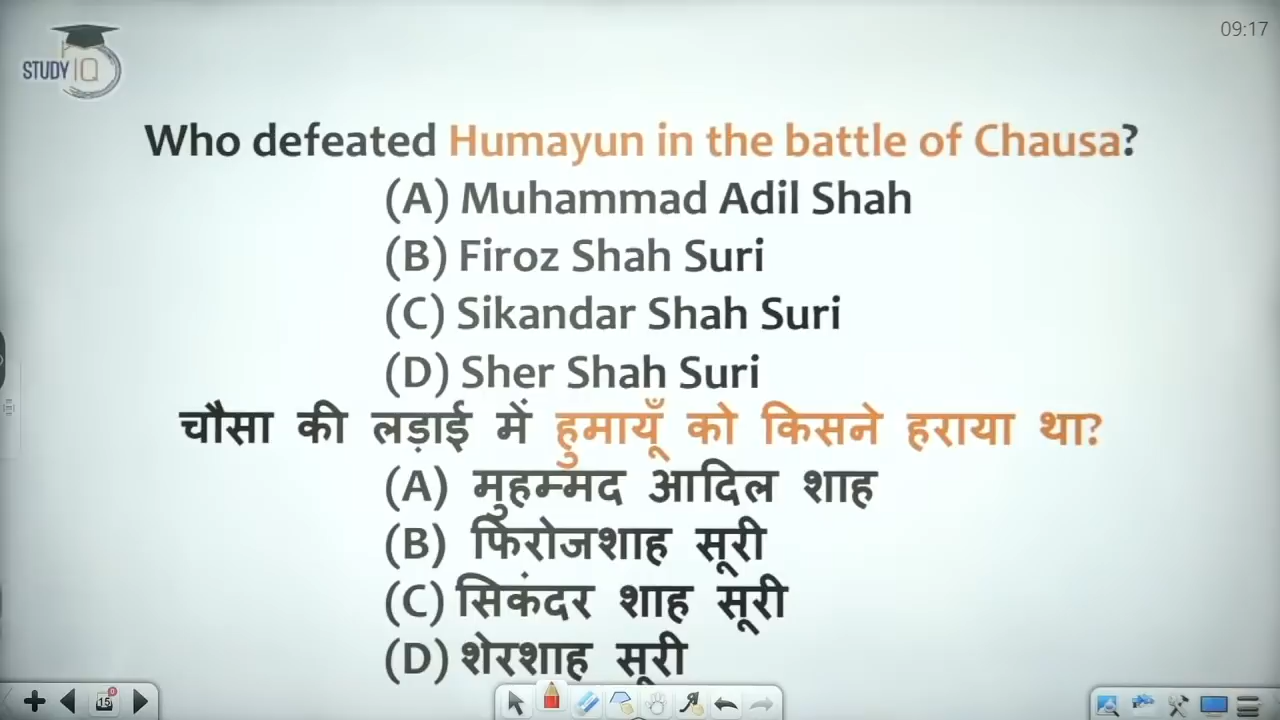 STUDY IQ
09:17
Who defeated Humayun in the battle of Chausa?
(A) Muhammad Adil Shah
(B) Firoz Shah Suri
(C) Sikandar Shah Suri
(D) Sher Shah Suri
चौसा की लड़ाई में हुमायूँ को किसने हराया था?
(A) मुहम्मद आदिल शाह
(B) फिरोजशाह सूरी
(C) सिकंदर शाह सूरी
(D) शेरशाह सूरी
15